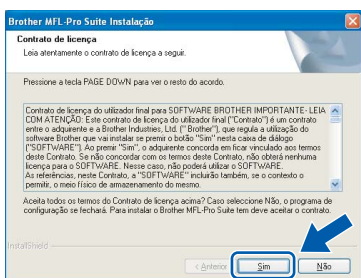 Brother MFL-Pro Suite Instalação
Contrato de licença
Leia atentamente o contrato de licença a seguir.
Pressione a tecla PAGE DOWN para ver o resto do acordo.
Contrato de licença do utilizador final para SOFTWARE BROTHER IMPORTANTE- LEIA
COM ATENÇÃO: Este contrato de licença do utilizador final ("Contrato") é um contrato
entre o adquirente e a Brother Industries, Ltd. (" Brother"), que regula a utilização do
software Brother que vai instalar se premir o botão "Sim" nesta caixa de diálogo
("SOFTWARE"). Ao premir "Sim", o adquirente concorda em ficar vinculado aos termos
deste Contrato. Se não concordar com os termos deste Contrato, não obterá nenhuma
licença para o SOFTWARE. Nesse caso, não poderá utilizar o SOFTWARE.
As referências, neste Contrato, a "SOFTWARE" incluirão também, se o contexto o
permitir, o meio físico de armazenamento do mesmo.
Aceita todos os termos do Contrato de licença acima? Caso seleccione Não, o programa de
configuração se fechará. Para instalar o Brother MFL-Pro Suite tem deve aceitar o contrato.
InstallShield
< Anterior
Sim
Não